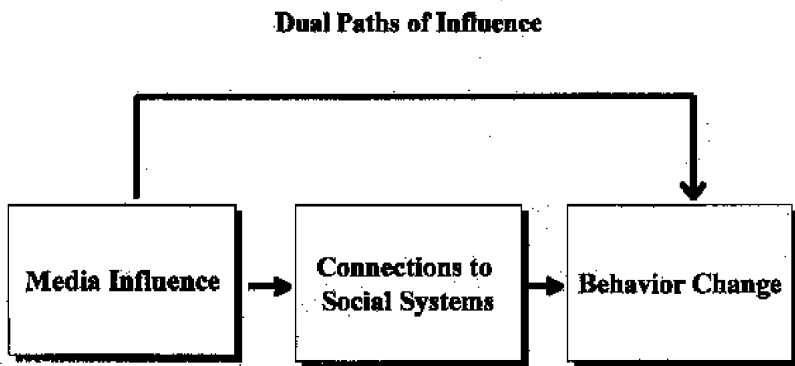 Dual Paths of Influence
Media Influence
Connections to
Social Systems
Behavior Change